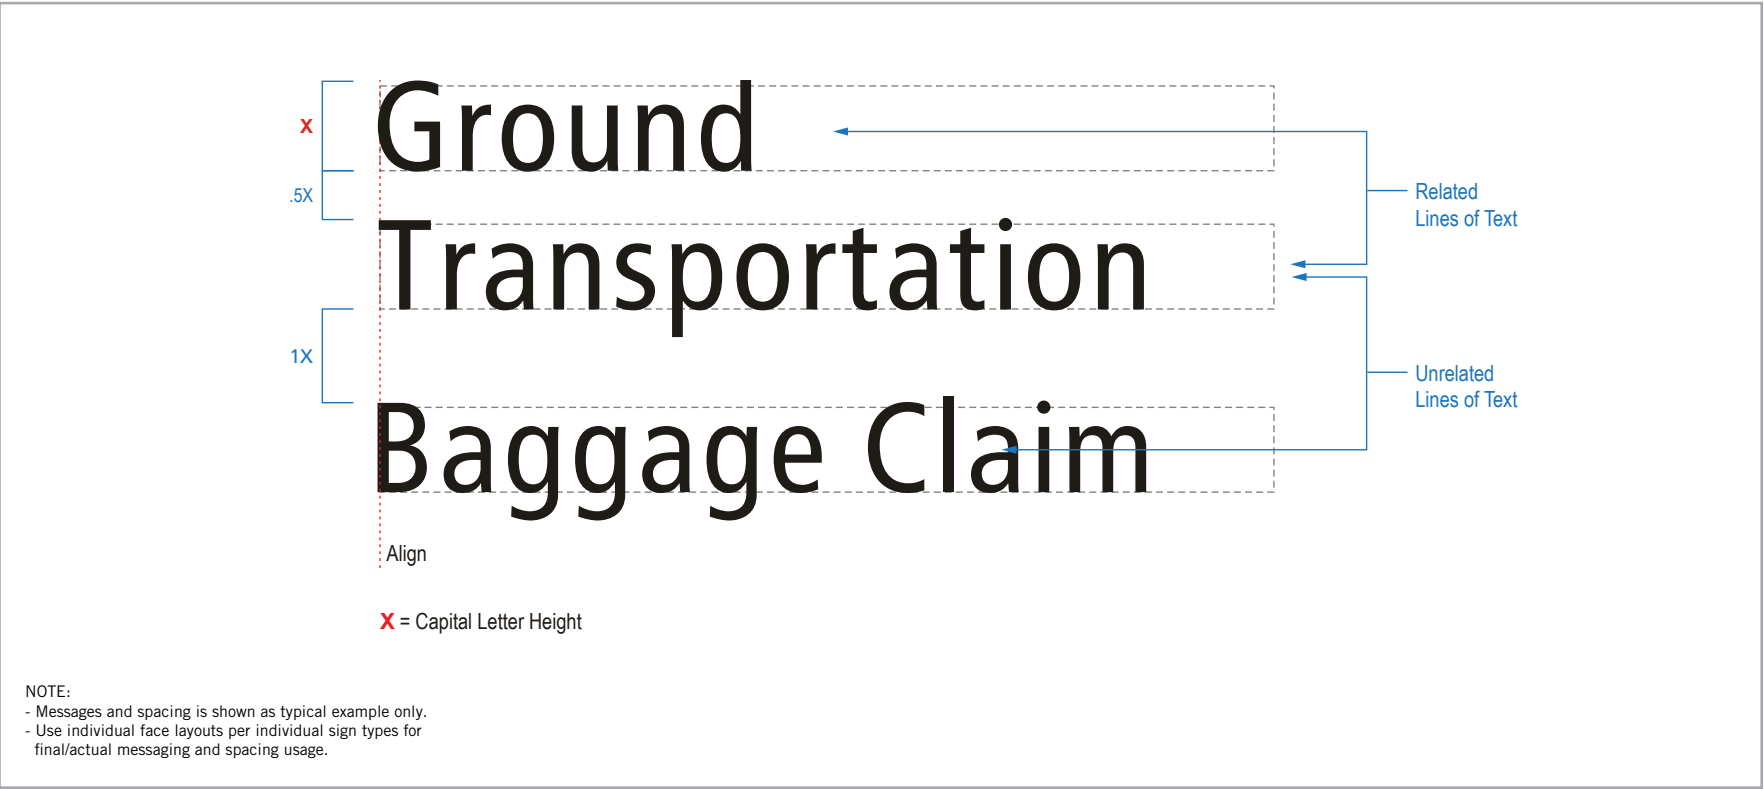 Ground
X
.5X
Related
Lines of Text
Transportation
1X
Unrelated
Lines of Text
Baggage Claim
Align
X = Capital Letter Height
NOTE:
- Messages and spacing is shown as typical example only.
- Use individual face layouts per individual sign types for
final/actual messaging and spacing usage.